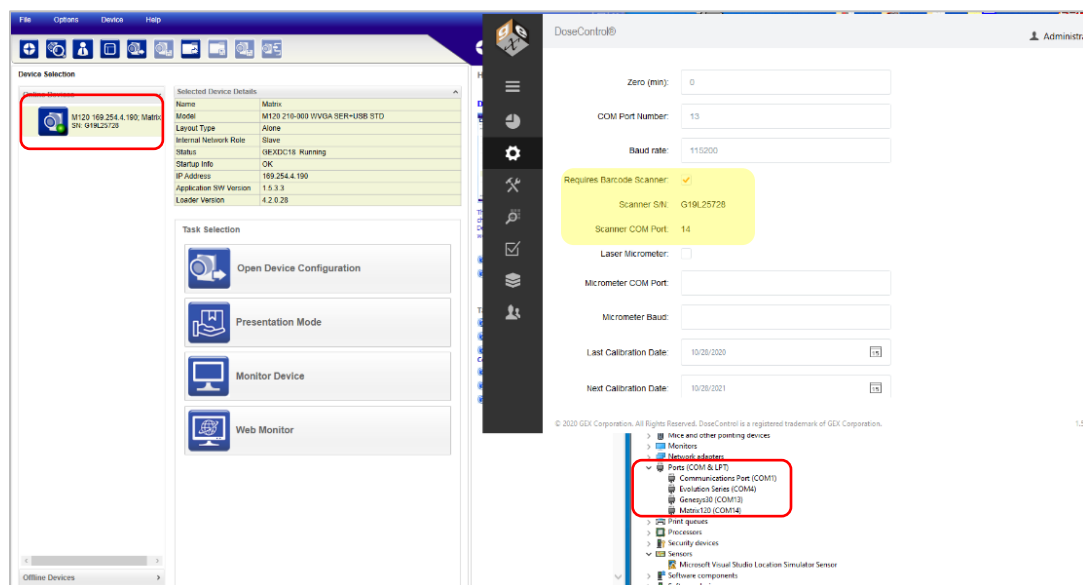 File Options Device Help
Device Selection
Online Devices
M120 169.254.4.190; Matrix
SN: G19L25728
Selected Device Details
Name Matrix
Model M120 210-000 WVGA SER+USB STD
Layout Type Alone
Internal Network Role Slave
Status GEXDC18 Running
Startup Info OK
IP Address 169.254.4.190
Application SW Version 1.5.3.3
Loader Version 4.2.0.28
Task Selection
Open Device Configuration
Presentation Mode
Monitor Device
Web Monitor
Offline Devices
DoseControl®
Administra
Zero (min): 0
COM Port Number: 13
Baud rate: 115200
Requires Barcode Scanner:
Scanner S/N: G19L25728
Scanner COM Port: 14
Laser Micrometer:
Micrometer COM Port:
Micrometer Baud:
Last Calibration Date: 10/28/2020
Next Calibration Date: 10/28/2021
© 2020 GEX Corporation. All Rights Reserved. DoseControl is a registered trademark of GEX Corporation. 1.5
Mice and other pointing devices
Monitors
Network adapters
Ports (COM & LPT)
Communications Port (COM1)
Evolution Series (COM4)
Genesys30 (COM13)
Matrix120 (COM14)
Print queues
Processors
Security devices
Sensors
Microsoft Visual Studio Location Simulator Sensor
Software components